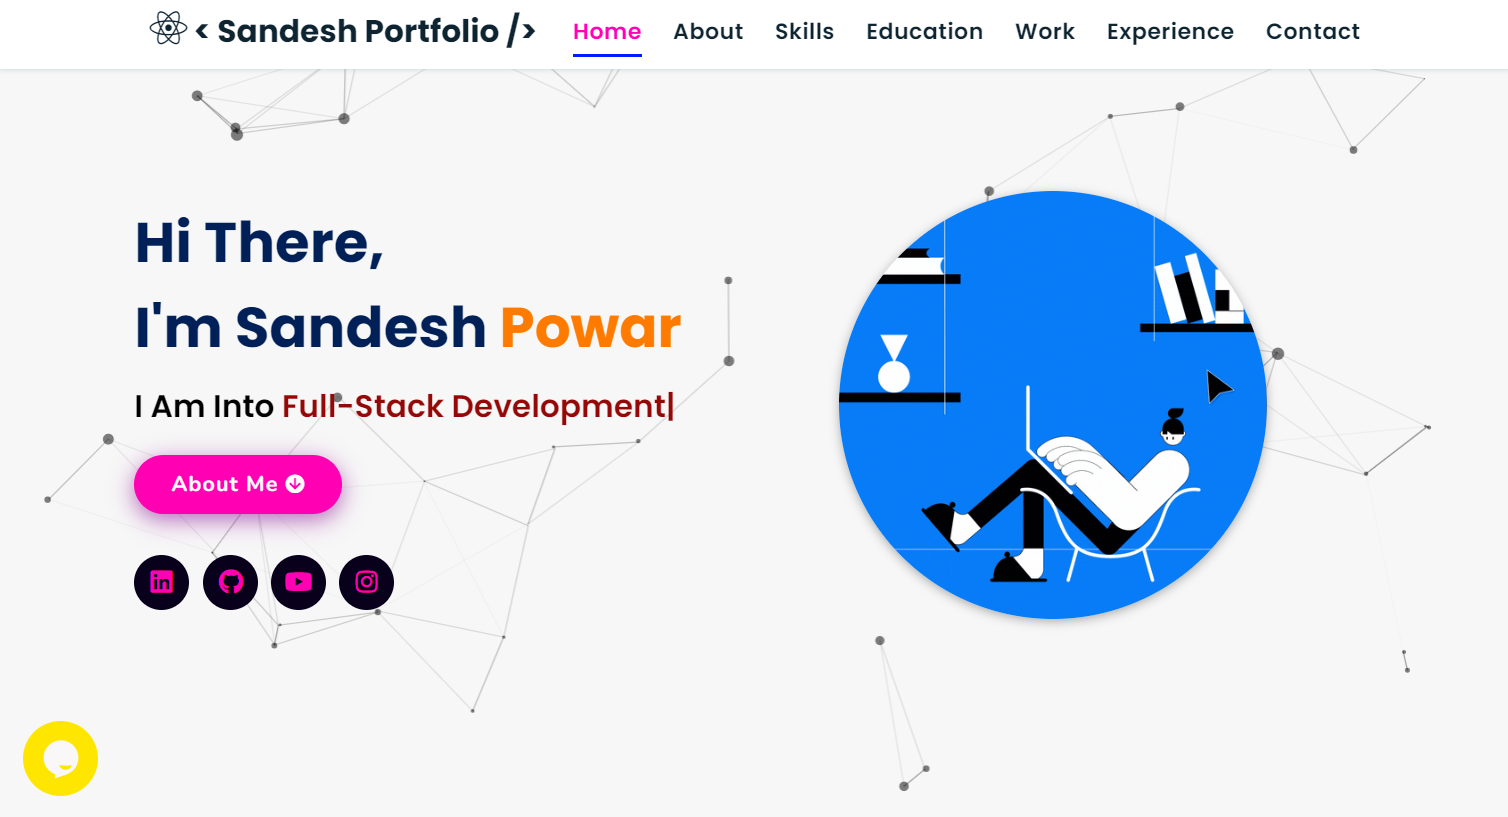 < Sandesh Portfolio />
Home About Skills Education Work Experience Contact
Hi There,
I'm Sandesh Powar
I Am Into Full-Stack Development|
About Me